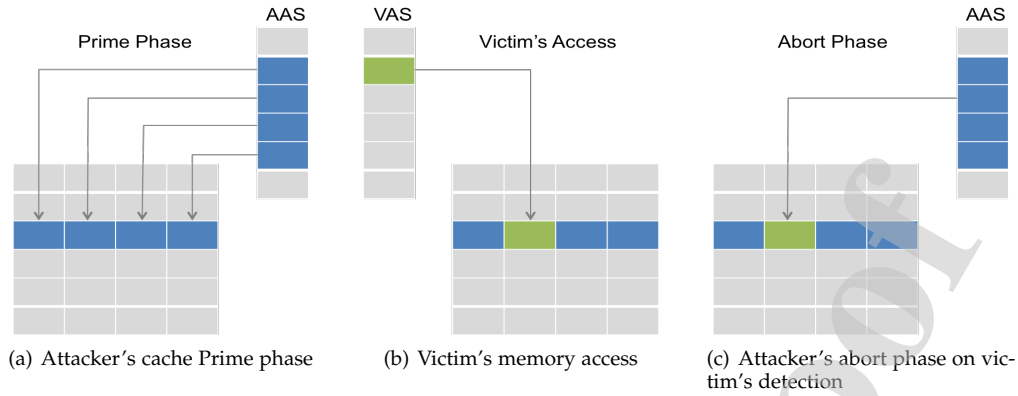 AAS
Prime Phase
VAS
Victim's Access
AAS
Abort Phase
(a) Attacker's cache Prime phase
(b) Victim's memory access
(c) Attacker's abort phase on vic-
tim's detection
oof